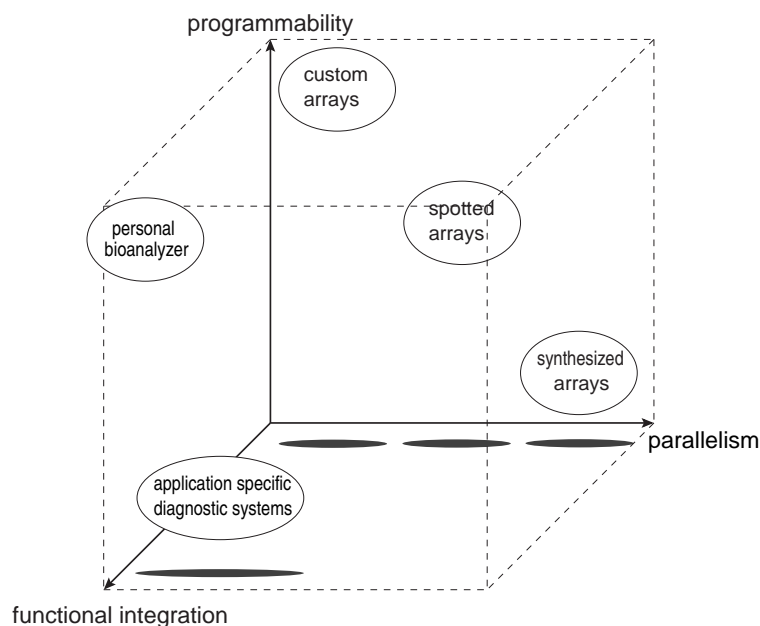 programmability
custom
arrays
personal
bioanalyzer
spotted
arrays
synthesized
arrays
parallelism
application specific
diagnostic systems
functional integration